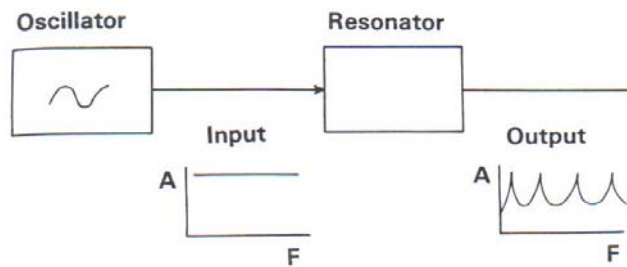 Oscillator
Resonator
Input
Output
A
F
A
F